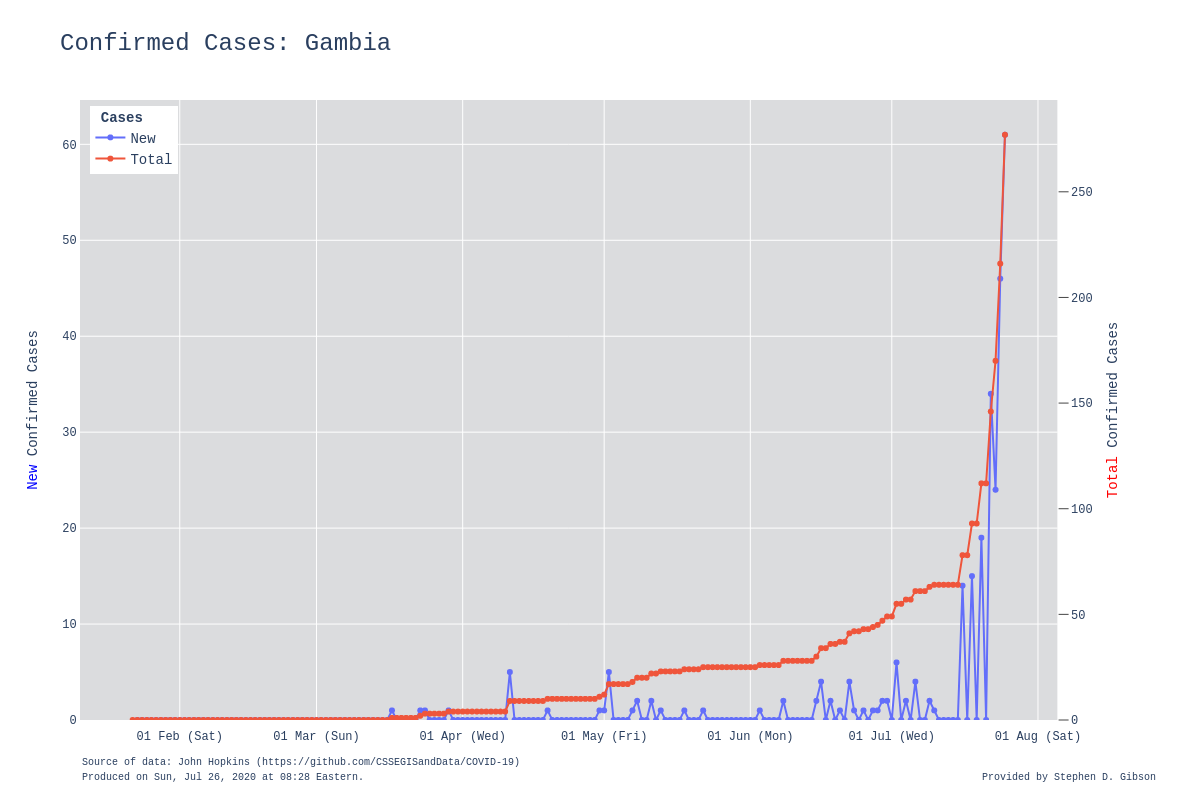 Confirmed Cases: Gambia
Cases
New
Total
60
50
40
30
20
10
0
250
200
150
100
50
0
New Confirmed Cases
Total Confirmed Cases
01 Feb (Sat)
01 Mar (Sun)
01 Apr (Wed)
01 May (Fri)
01 Jun (Mon)
01 Jul (Wed)
01 Aug (Sat)
Source of data: John Hopkins (https://github.com/CSSEGISandData/COVID-19)
Produced on Sun, Jul 26, 2020 at 08:28 Eastern.
Provided by Stephen D. Gibson